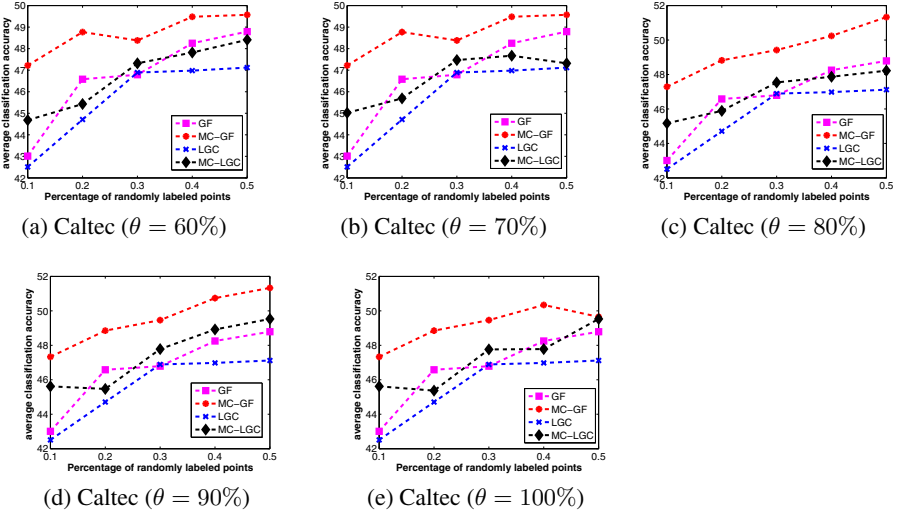 50
49
48
47
46
45
44
43
42
average classification accuracy
0.1 0.2 0.3 0.4 0.5
Percentage of randomly labeled points
GF
MC−GF
LGC
MC−LGC
(a) Caltec (θ = 60%)
50
49
48
47
46
45
44
43
42
average classification accuracy
0.1 0.2 0.3 0.4 0.5
Percentage of randomly labeled points
GF
MC−GF
LGC
MC−LGC
(b) Caltec (θ = 70%)
52
50
48
46
44
42
average classification accuracy
0.1 0.2 0.3 0.4 0.5
Percentage of randomly labeled points
GF
MC−GF
LGC
MC−LGC
(c) Caltec (θ = 80%)
52
50
48
46
44
42
average classification accuracy
0.1 0.2 0.3 0.4 0.5
Percentage of randomly labeled points
GF
MC−GF
LGC
MC−LGC
(d) Caltec (θ = 90%)
52
50
48
46
44
42
average classification accuracy
0.1 0.2 0.3 0.4 0.5
Percentage of randomly labeled points
GF
MC−GF
LGC
MC−LGC
(e) Caltec (θ = 100%)